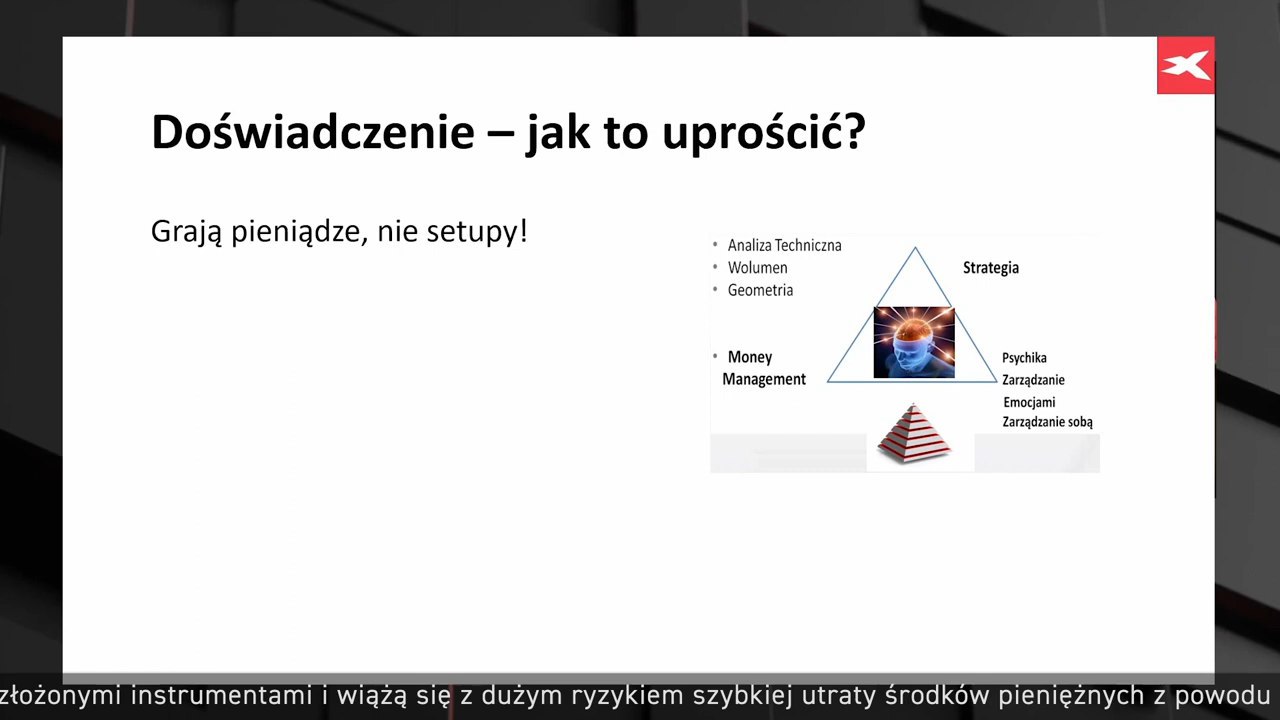 Doświadczenie – jak to uprościć?
Grają pieniądze, nie setupy!
• Analiza Techniczna
• Wolumen
• Geometria
Strategia
• Money
Management
Psychika
Zarządzanie
Emocjami
Zarządzanie sobą
złożonymi instrumentami i wiążą się z dużym ryzykiem szybkiej utraty środków pieniężnych z powodu